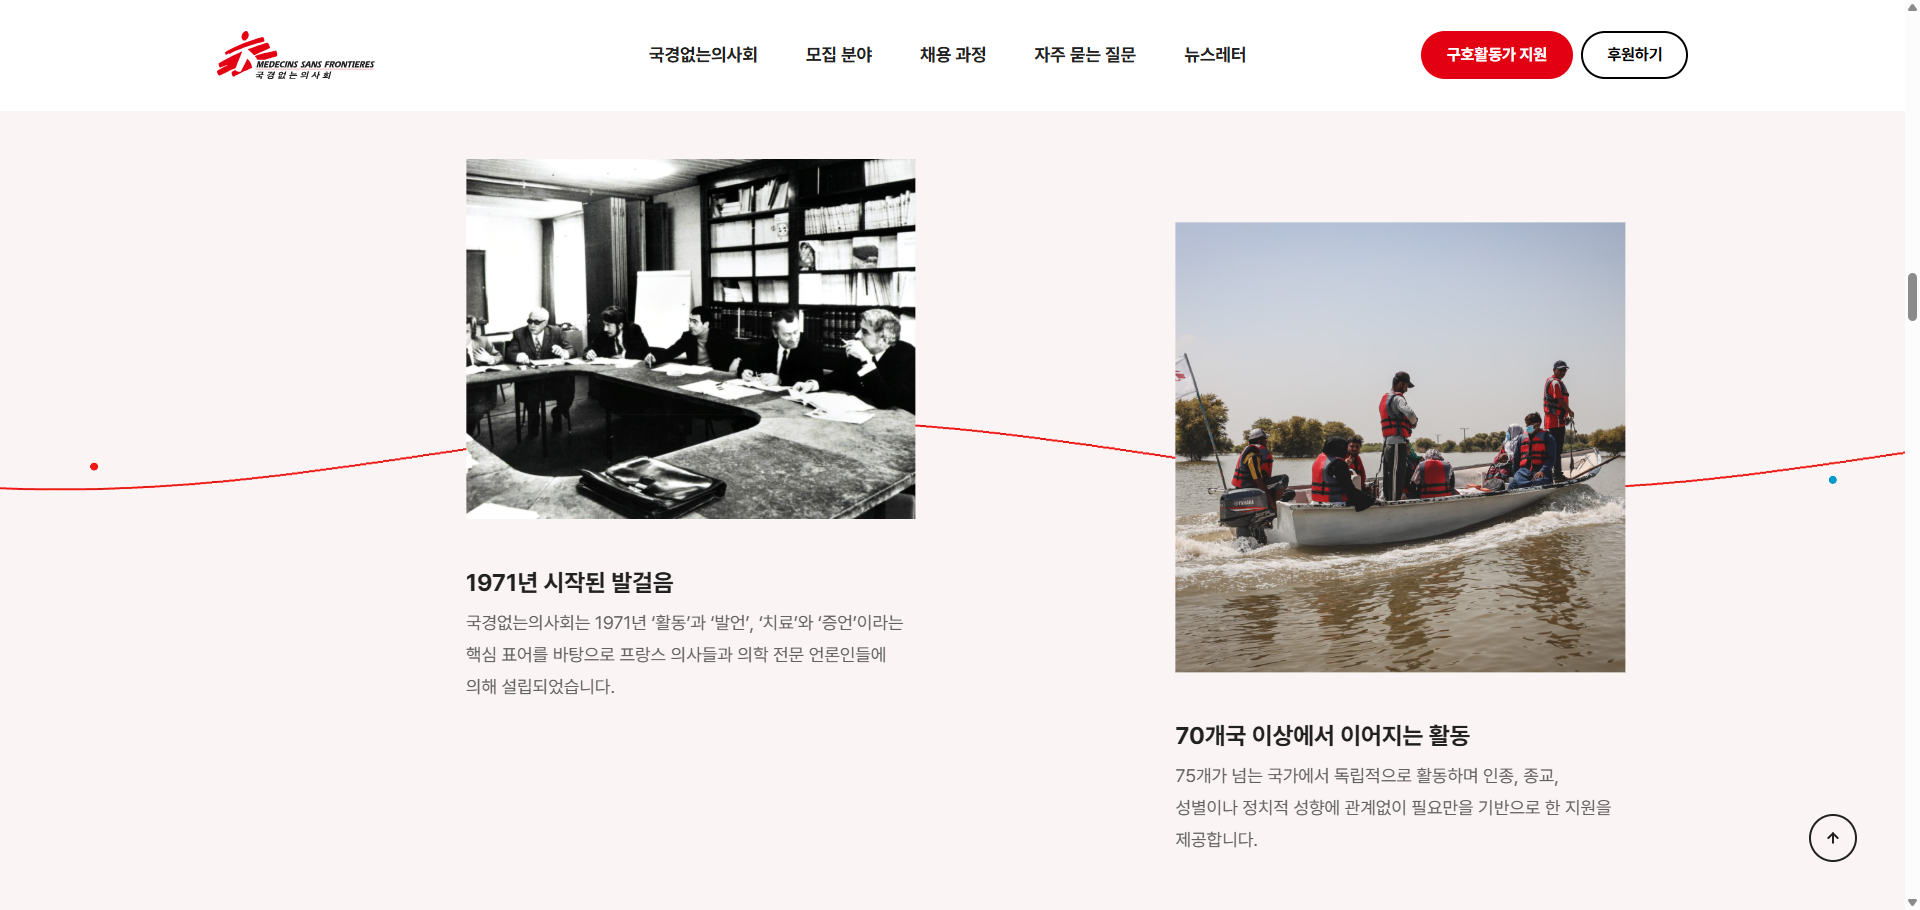 MEDECINS SANS FRONTIERES
국경없는의사회
국경없는의사회
모집 분야
채용 과정
자주 묻는 질문
뉴스레터
구호활동가 지원
후원하기
1971년 시작된 발걸음
국경없는의사회는 1971년 ‘활동’과 ‘발언’, ‘치료’와 ‘증언’이라는
핵심 표어를 바탕으로 프랑스 의사들과 의학 전문 언론인들에
의해 설립되었습니다.
YAMAHA
70개국 이상에서 이어지는 활동
75개가 넘는 국가에서 독립적으로 활동하며 인종, 종교,
성별이나 정치적 성향에 관계없이 필요만을 기반으로 한 지원을
제공합니다.